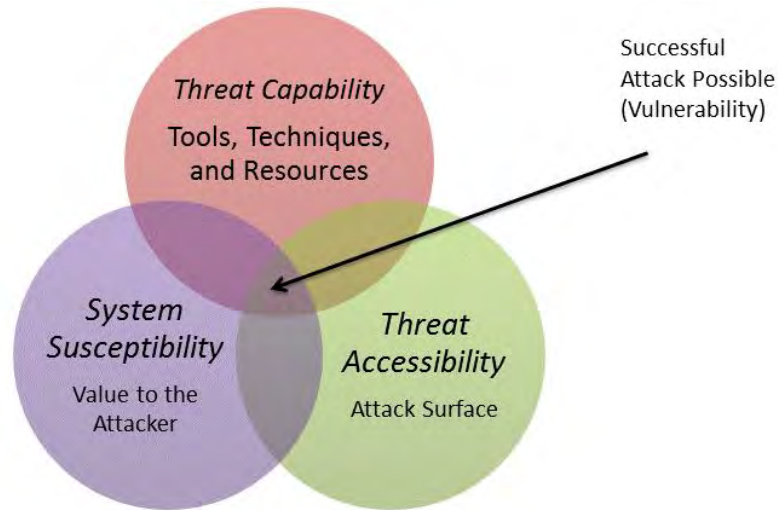 Threat Capability
Tools, Techniques,
and Resources
Successful
Attack Possible
(Vulnerability)
System
Susceptibility
Value to the
Attacker
Threat
Accessibility
Attack Surface